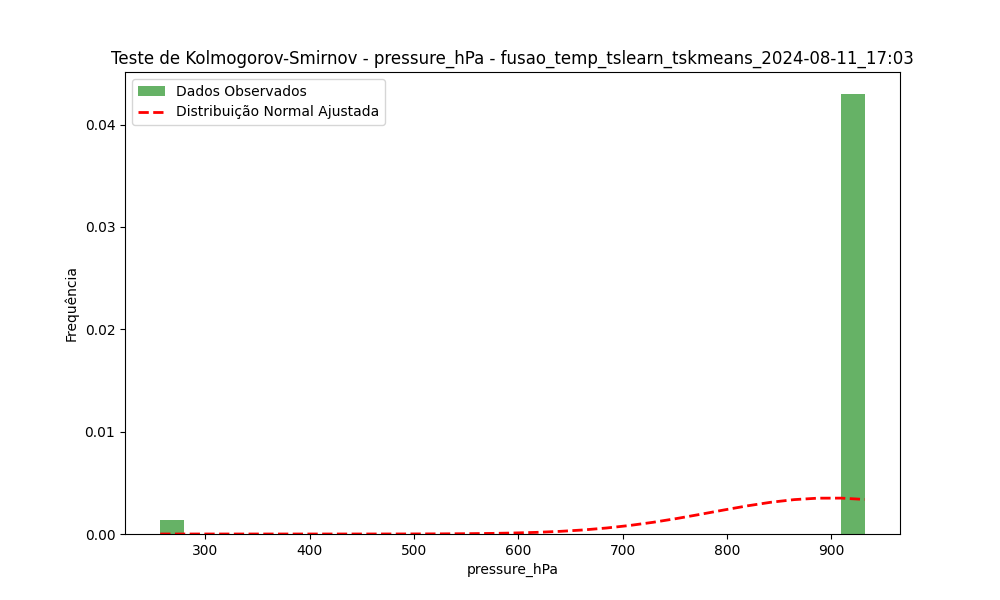 Teste de Kolmogorov-Smirnov - pressure_hPa - fusao_temp_tslearn_tskmeans_2024-08-11_17:03
Dados Observados
Distribuição Normal Ajustada
Frequência
0.04
0.03
0.02
0.01
0.00
300 400 500 600 700 800 900
pressure_hPa